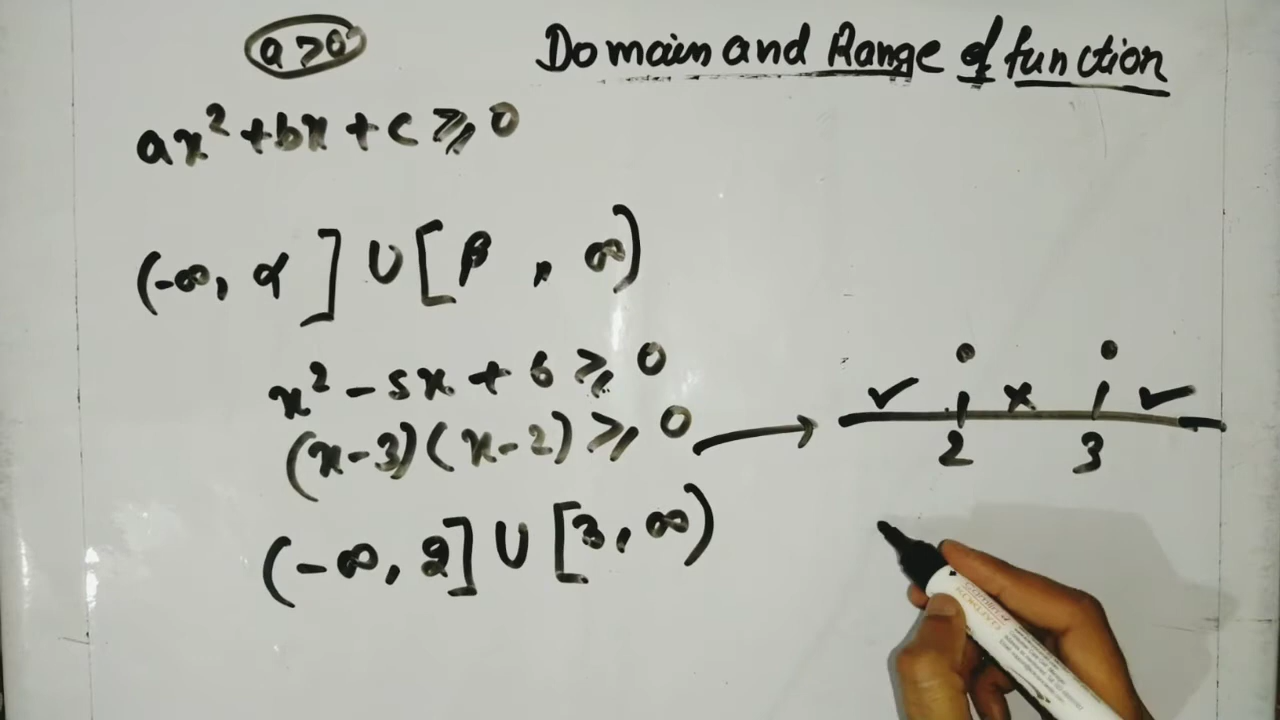 a>0
Domain and Range of function
ax² + bx + c ⩾ 0
(-∞, α] ∪ [β, ∞)
x² - 5x + 6 ⩾ 0
(x-3)(x-2) ⩾ 0 →
✓ x ✓
2 3
(-∞, 2] ∪ [3, ∞)
CAMLIN